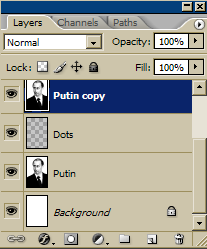 Layers Channels Paths
Normal Opacity: 100%
Lock: Fill: 100%
Putin copy
Dots
Putin
Background